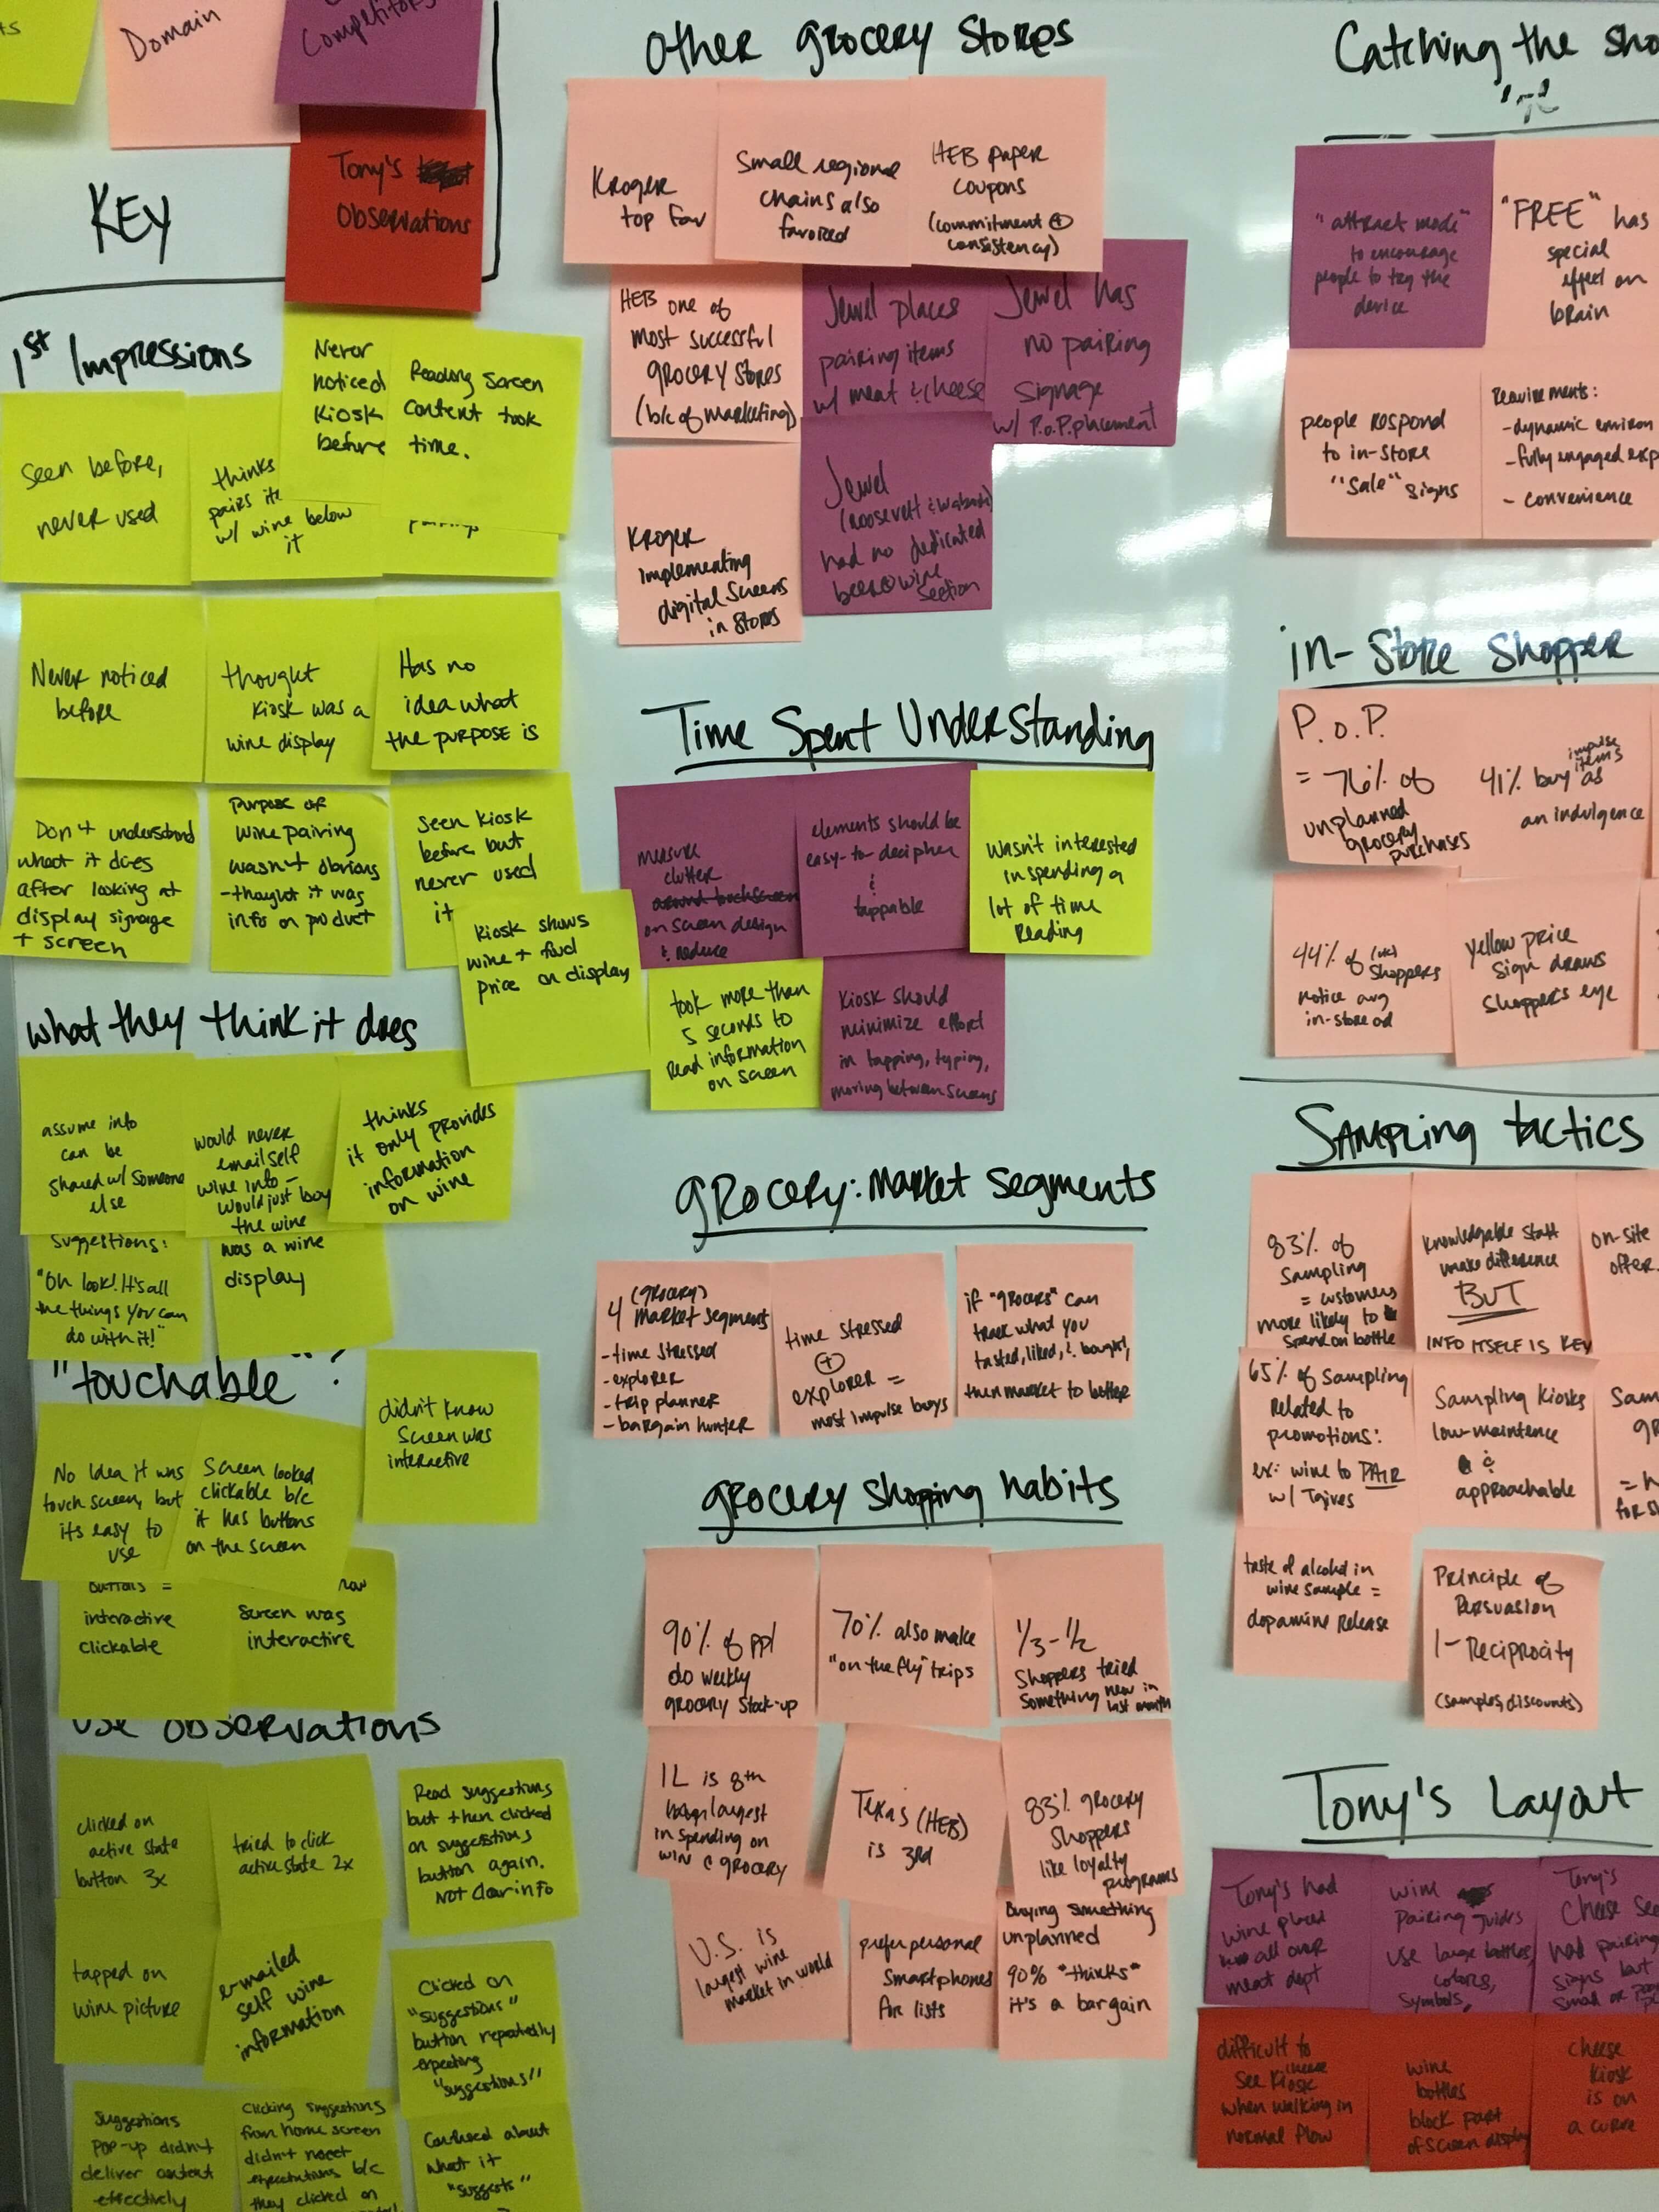 ts
Domain
Competitors
KEY
Tony's
Observations
1st Impressions
Seen before,
never used
thinks
pairs
w/ wine below
it
Never
noticed
Kiosk
before
Reading screen
content took
time.
Never noticed
before
thought
Kiosk was a
wine display
Has no
idea what
the purpose is
Don't understand
what it does
after looking at
display signage
+ screen
Purpose of
wine pairing
wasn't obvious
-thought it was
info on product
Seen kiosk
before but
never used
it
Kiosk shows
wine + food
price on display
what they think it does
assume info
can be
shared w/ someone
else
would never
email self
wine info -
would just buy
the wine
thinks
it only provides
information
on wine
Suggestions:
"Oh look! It's all
the things you can
do with it!"
was a wine
display
"touchable" ?
No idea it was
touch screen, but
its easy to
use
Screen looked
clickable b/c
it has buttons
on the screen
didn't know
Screen was
interactive
buttons =
interactive
clickable
Screen was
interactive
Use Observations
clicked on
active state
button 3x
tried to click
active state 2x
Read suggestions
but then clicked
on suggestions
button again.
Not clear info
tapped on
wine picture
e-mailed
self wine
information
Clicked on
"suggestions"
button repeatedly
expecting
"suggestions"
Suggestions
pop-up didn't
deliver content
effectively
Clicking suggestions
from home screen
didn't meet
expectations b/c
they clicked on
Confused about
what it
"suggests"
Other Grocery Stores
Kroger
top fav
Small regional
chains also
favored
HEB paper
coupons
(commitment +
consistency)
HEB one of
most successful
grocery stores
(b/c of marketing)
Jewel places
pairing items
w/ meat & cheese
Jewel has
no pairing
signage
w/ P.O.P. placement
Kroger
implementing
digital screens
in stores
Jewel
(Roosevelt & Wabash)
had no dedicated
beer & wine
section
Time Spent Understanding
measure
clutter
around touchscreen
on screen design
& reduce
elements should be
easy-to decipher
&
tappable
Wasn't interested
in spending a
lot of time
reading
took more than
5 seconds to
read information
on screen
Kiosk should
minimize effort
in tapping, typing,
moving between screens
Grocery: Market Segments
4 (grocery)
market segments
-time stressed
-explorer
-trip planner
-bargain hunter
time stressed
+
explorer =
most impulse buys
if "grocers" can
track what you
tasted, liked, & bought,
then market to better
Grocery Shopping habits
90% of ppl
do weekly
grocery stock-up
70% also make
"on the fly" trips
1/3-1/2
Shoppers tried
something new in
last month
IL is 8th
largest
in spending on
wine @ grocery
Texas (HEB)
is 3rd
83% grocery
shoppers
like loyalty
programs
U.S. is
largest wine
market in world
prefer personal
smartphones
for lists
Buying something
unplanned
90% "thinks"
it's a bargain
Catching the sho
"attract mode"
to encourage
people to try the
device
"FREE" has
special
effect on
brain
people respond
to in-store
"sale" signs
Requirements:
-dynamic environ
-fully engaged exp
- convenience
in-store shopper
P.O.P.
= 76% of
unplanned
grocery
purchases
41% buy impulse
items as
an indulgence
44% of (UK)
shoppers
notice avg
in-store ad
yellow price
sign draws
shoppers eye
Sampling tactics
83% of
sampling
= customers
more likely to
spend on bottle
knowledgable staff
make difference
BUT
INFO ITSELF IS KEY
on-site
offer
65% of sampling
related to
promotions:
ex: wine to PAIR
w/ Tgives
Sampling kiosks
low-maintence
&
approachable
Sam
gr
for s
taste of alcohol in
wine sample =
dopamine release
Principle of
Persuasion
1-Reciprocity
(samples, discounts)
Tony's Layout
Tony's had
wine placed
all over
meat dept
wine
Pairing guides
use large bottles,
colors,
symbols,
Tony's
Cheese Sec
had pairing
signs but
small or
difficult to
see cheese kiosk
when walking in
normal flow
wine
bottles
block part
of screen display
cheese
kiosk
is on
a curve